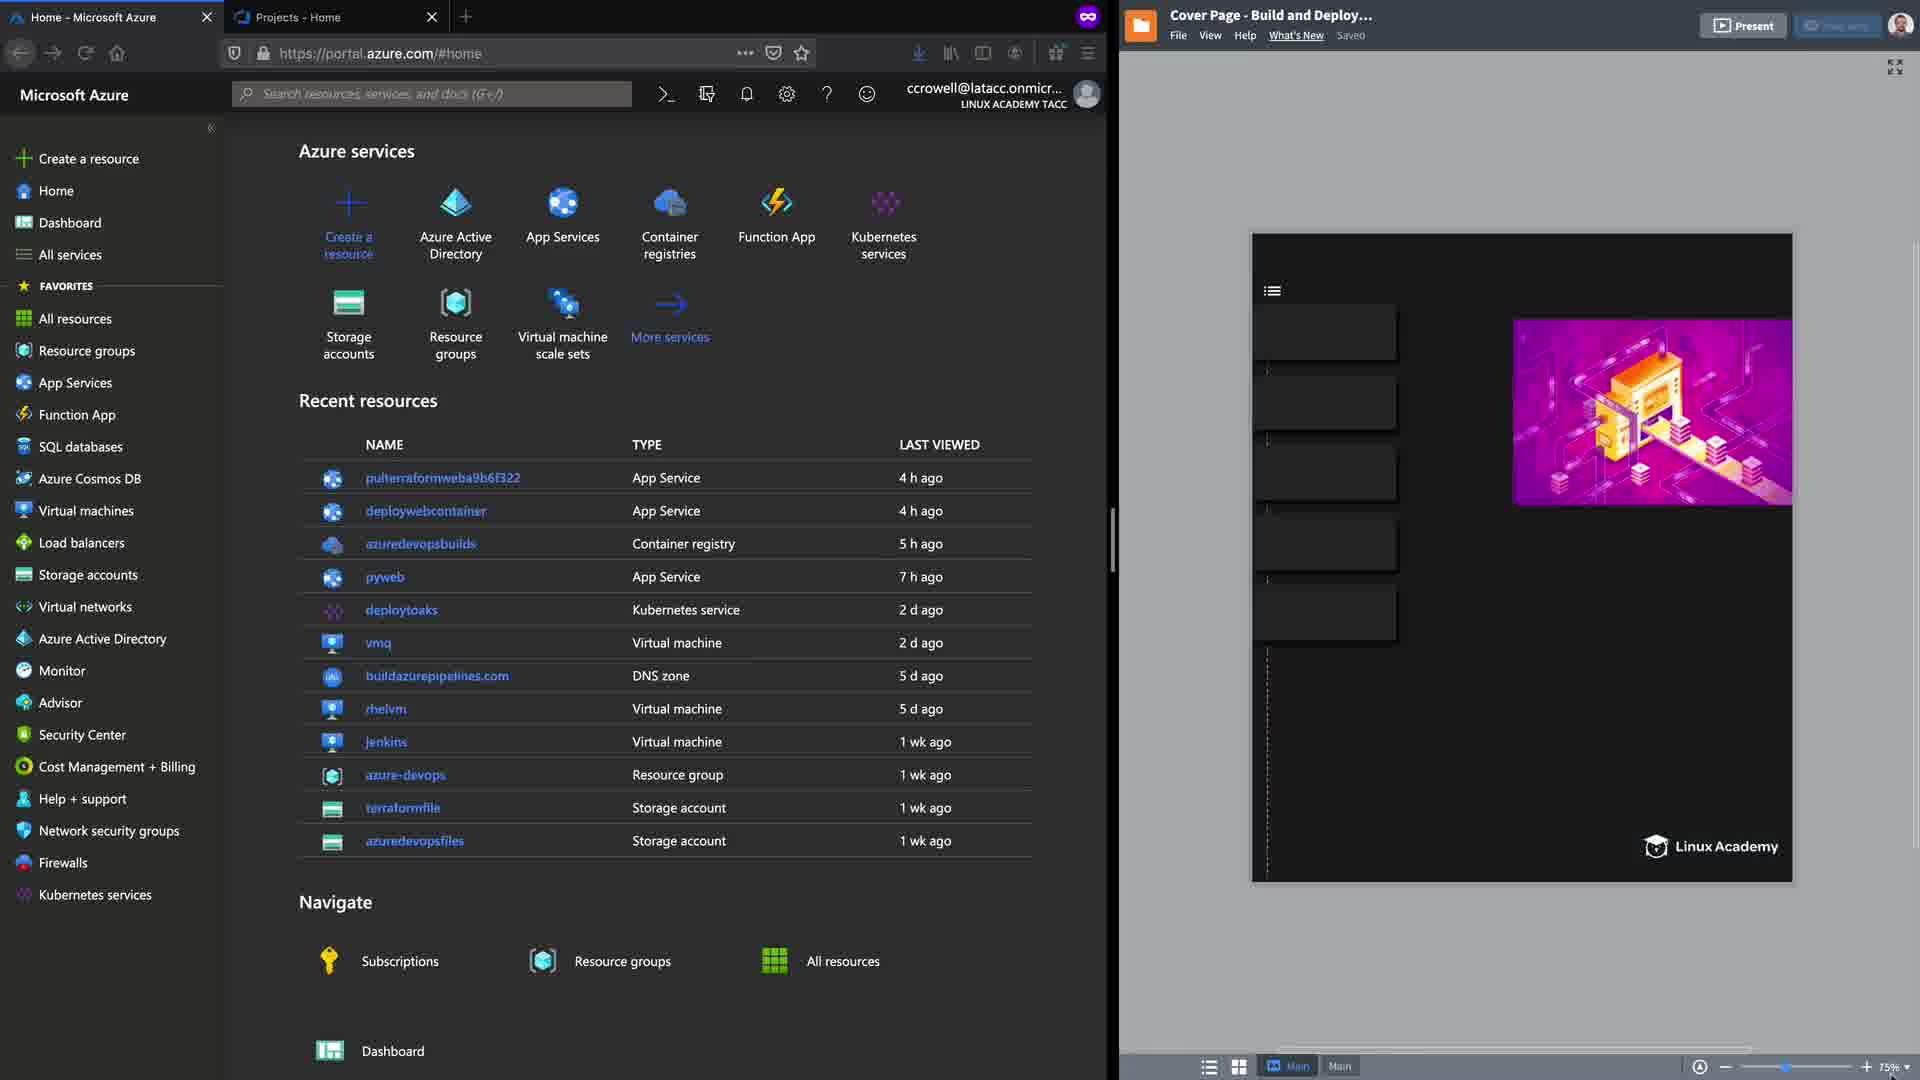 Home - Microsoft Azure
Projects - Home
https://portal.azure.com/#home
Microsoft Azure
Search resources, services, and docs (G+/)
ccrowell@latacc.onmicr...
LINUX ACADEMY TACC
Create a resource
Home
Dashboard
All services
FAVORITES
All resources
Resource groups
App Services
Function App
SQL databases
Azure Cosmos DB
Virtual machines
Load balancers
Storage accounts
Virtual networks
Azure Active Directory
Monitor
Advisor
Security Center
Cost Management + Billing
Help + support
Network security groups
Firewalls
Kubernetes services
Azure services
Create a resource
Azure Active Directory
App Services
Container registries
Function App
Kubernetes services
Storage accounts
Resource groups
Virtual machine scale sets
More services
Recent resources
NAME TYPE LAST VIEWED
pulterraformweba9b6f322 App Service 4 h ago
deploywebcontainer App Service 4 h ago
azuredevopsbuilds Container registry 5 h ago
pyweb App Service 7 h ago
deploytoaks Kubernetes service 2 d ago
vmq Virtual machine 2 d ago
buildazurepipelines.com DNS zone 5 d ago
rhelvm Virtual machine 5 d ago
jenkins Virtual machine 1 wk ago
azure-devops Resource group 1 wk ago
terraformfile Storage account 1 wk ago
azuredevopsfiles Storage account 1 wk ago
Navigate
Subscriptions
Resource groups
All resources
Dashboard
Cover Page - Build and Deploy...
File View Help What's New Saved
Present
Linux Academy
Main
Main
75%